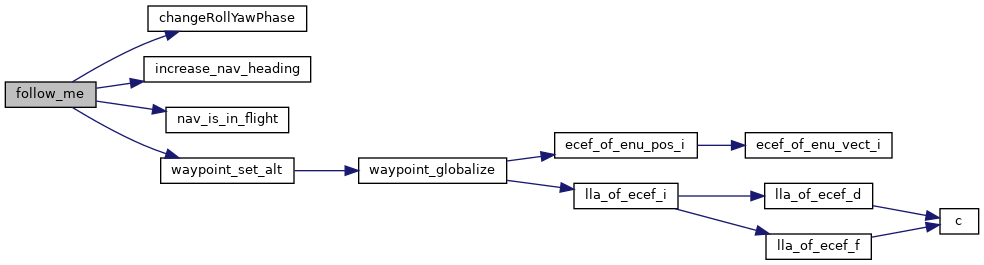 changeRollYawPhase
increase_nav_heading
follow_me
nav_is_in_flight
waypoint_set_alt
waypoint_globalize
ecef_of_enu_pos_i
ecef_of_enu_vect_i
lla_of_ecef_i
lla_of_ecef_d
lla_of_ecef_f
c